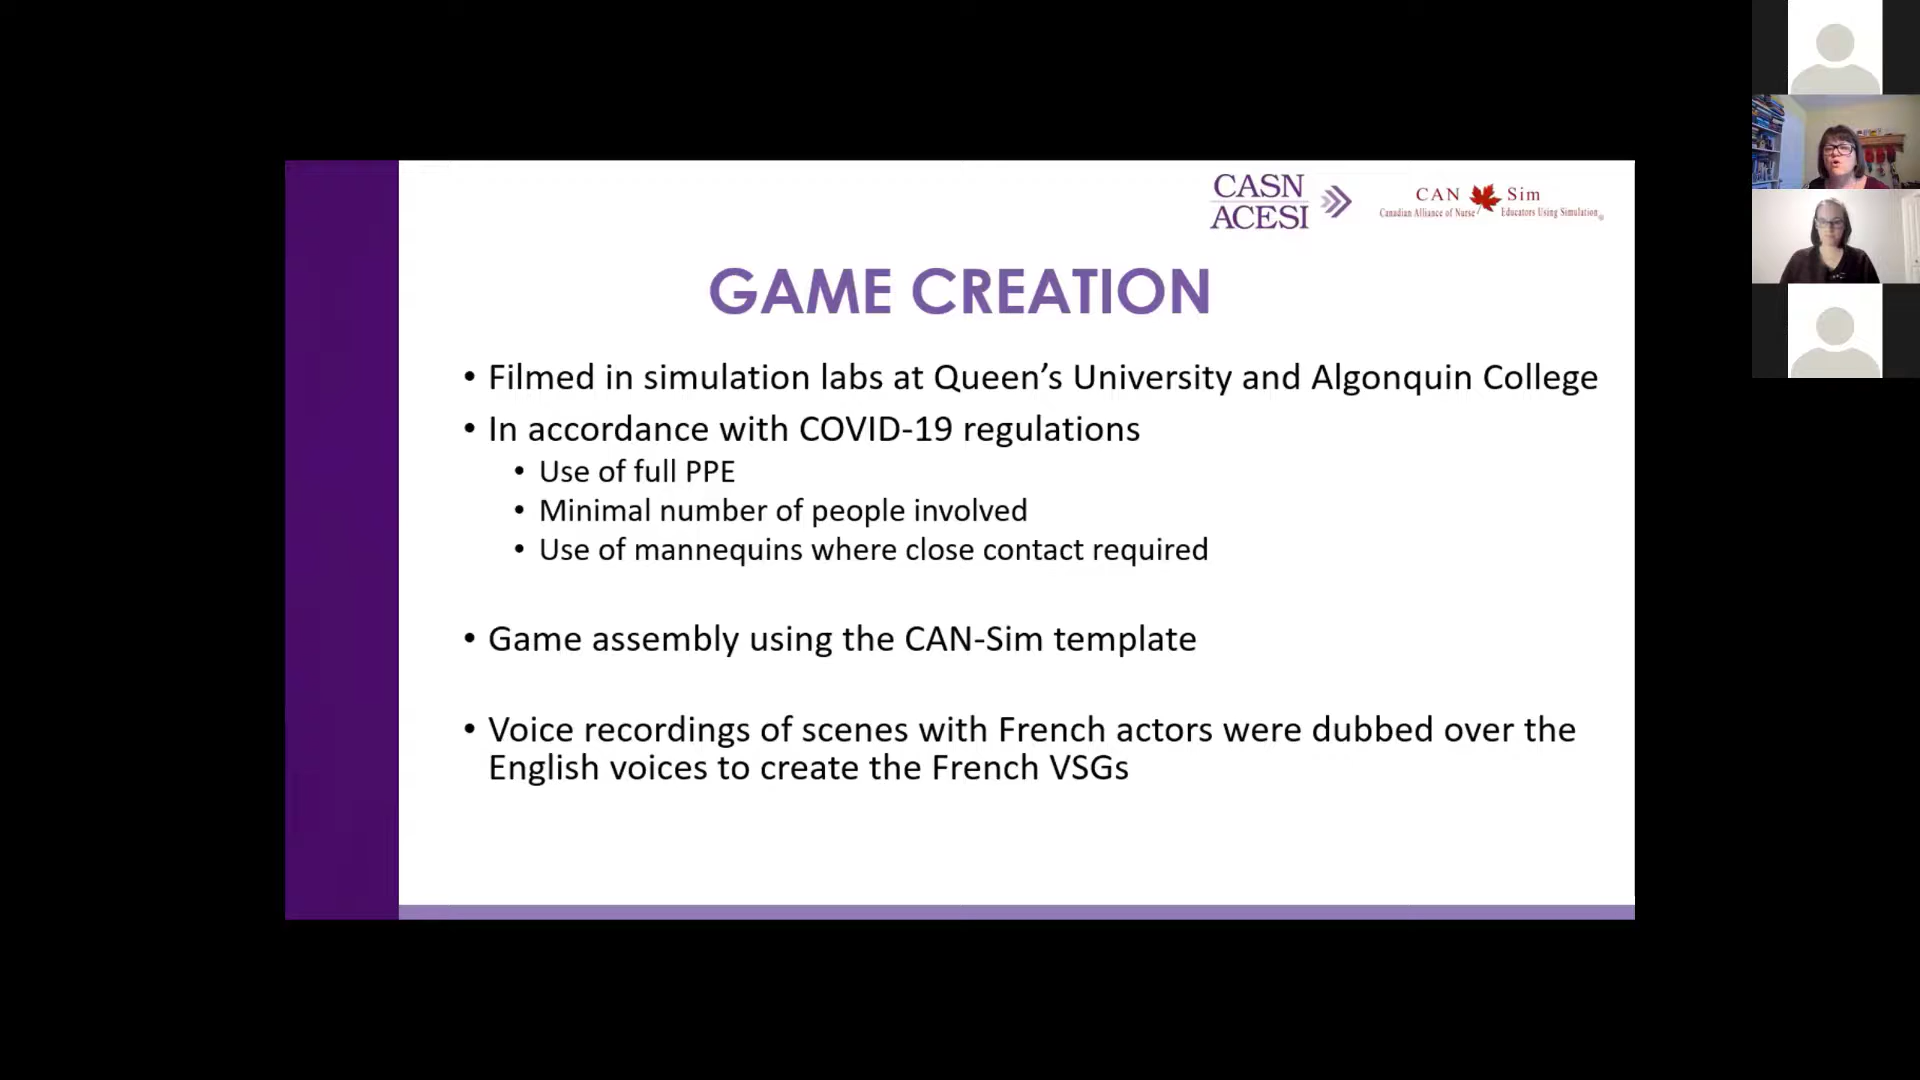 CASN
ACESI
CAN Sim
Canadian Alliance of Nurse Educators Using Simulation
GAME CREATION
• Filmed in simulation labs at Queen’s University and Algonquin College
• In accordance with COVID-19 regulations
• Use of full PPE
• Minimal number of people involved
• Use of mannequins where close contact required
• Game assembly using the CAN-Sim template
• Voice recordings of scenes with French actors were dubbed over the
English voices to create the French VSGs